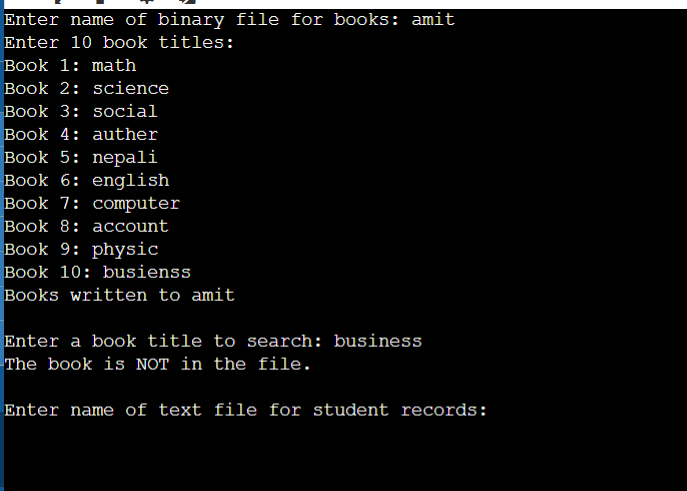 Enter name of binary file for books: amit
Enter 10 book titles:
Book 1: math
Book 2: science
Book 3: social
Book 4: auther
Book 5: nepali
Book 6: english
Book 7: computer
Book 8: account
Book 9: physic
Book 10: busienss
Books written to amit
Enter a book title to search: business
The book is NOT in the file.
Enter name of text file for student records: